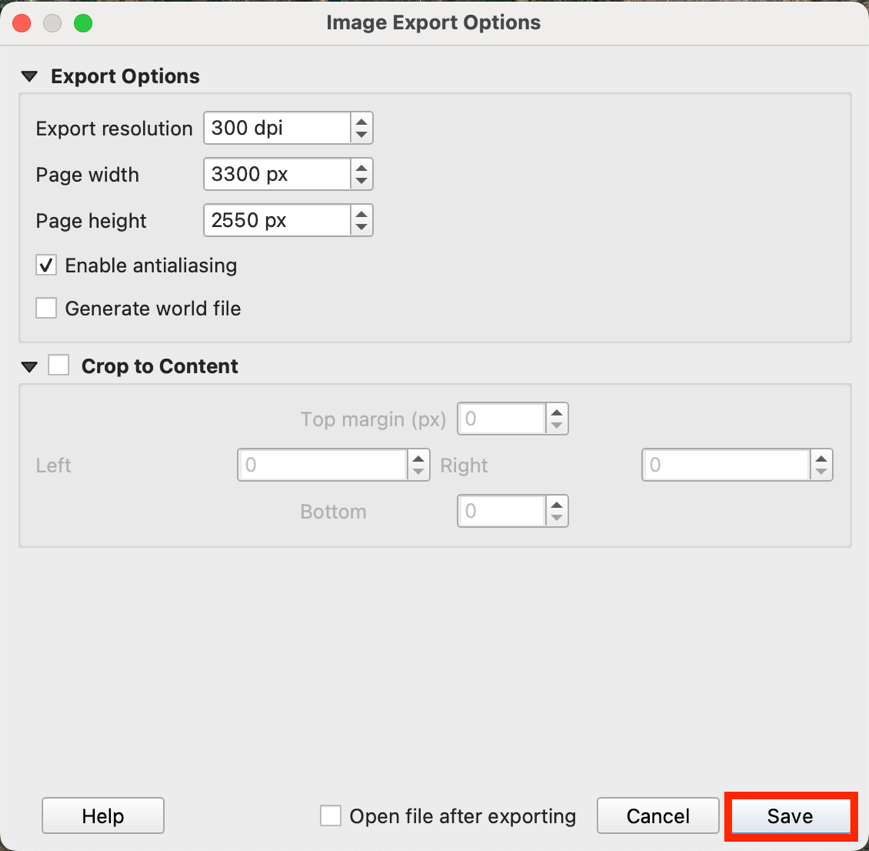 Image Export Options
Export Options
Export resolution 300 dpi
Page width 3300 px
Page height 2550 px
Enable antialiasing
Generate world file
Crop to Content
Top margin (px) 0
Left 0 Right 0
Bottom 0
Help Open file after exporting Cancel Save